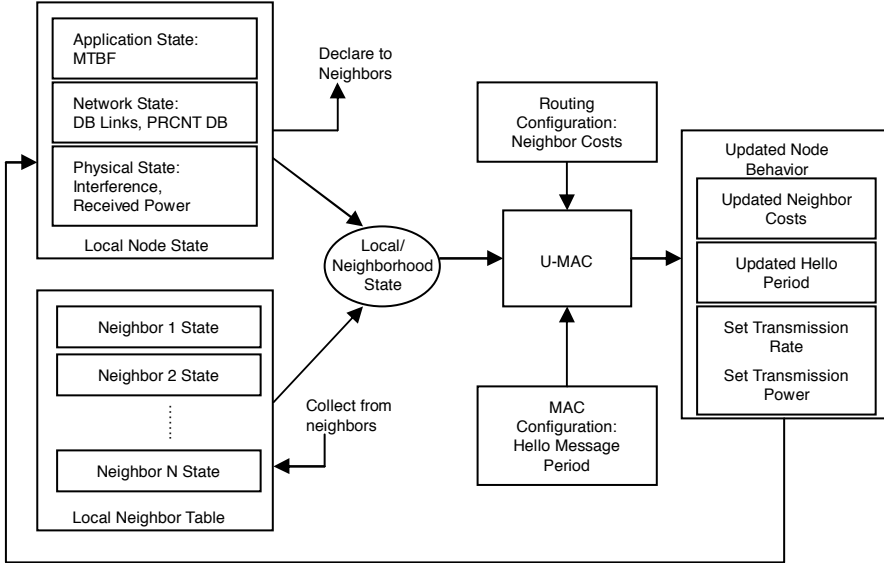 Application State:
MTBF
Network State:
DB Links, PRCNT DB
Physical State:
Interference,
Received Power
Local Node State
Declare to
Neighbors
Neighbor 1 State
Neighbor 2 State
Neighbor N State
Local Neighbor Table
Collect from
neighbors
Local/
Neighborhood
State
Routing
Configuration:
Neighbor Costs
U-MAC
MAC
Configuration:
Hello Message
Period
Updated Node
Behavior
Updated Neighbor
Costs
Updated Hello
Period
Set Transmission
Rate
Set Transmission
Power